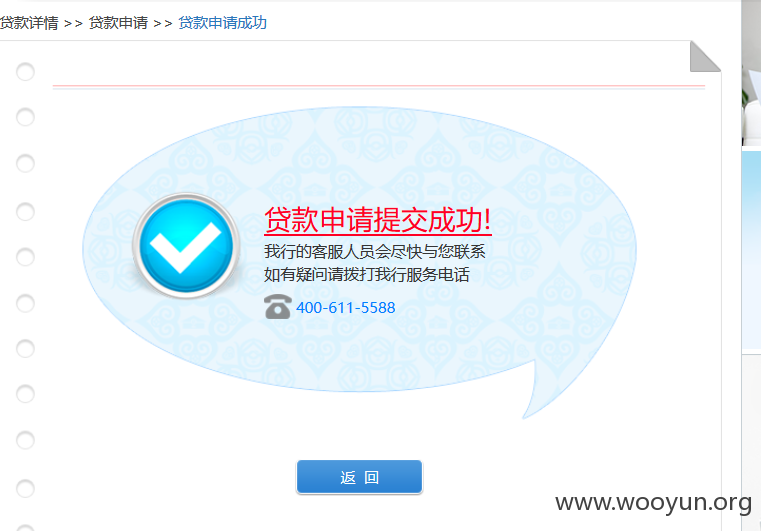 贷款详情 >> 贷款申请 >> 贷款申请成功
贷款申请提交成功!
我行的客服人员会尽快与您联系
如有疑问请拨打我行服务电话
400-611-5588
返 回
www.wooyun.org